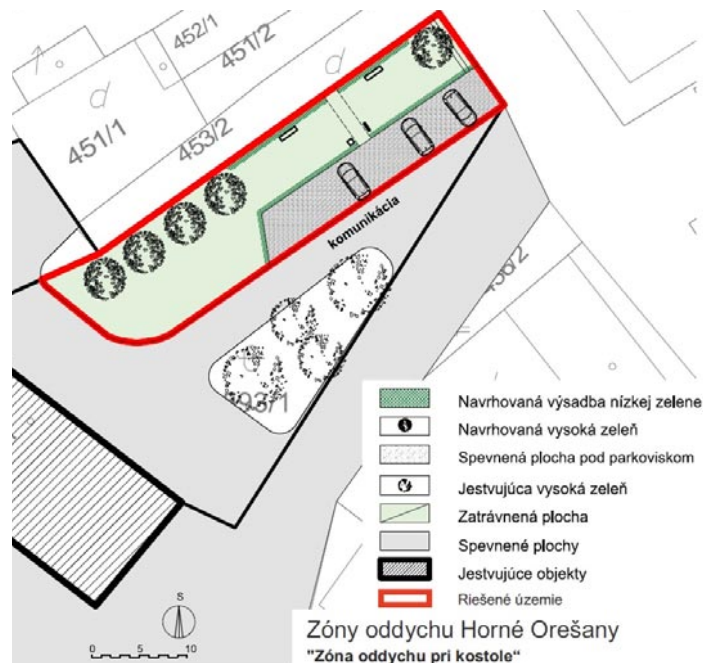 452/1
451/2
451/1
453/2
komunikácia
Navrhovaná výsadba nízkej zelene
Navrhovaná vysoká zeleň
Spevnená plocha pod parkoviskom
Jestvujúca vysoká zeleň
Zatrávnená plocha
Spevnené plochy
Jestvujúce objekty
Riešené územie
S
0 5 10
Zóny oddychu Horné Orešany
"Zóna oddychu pri kostole“